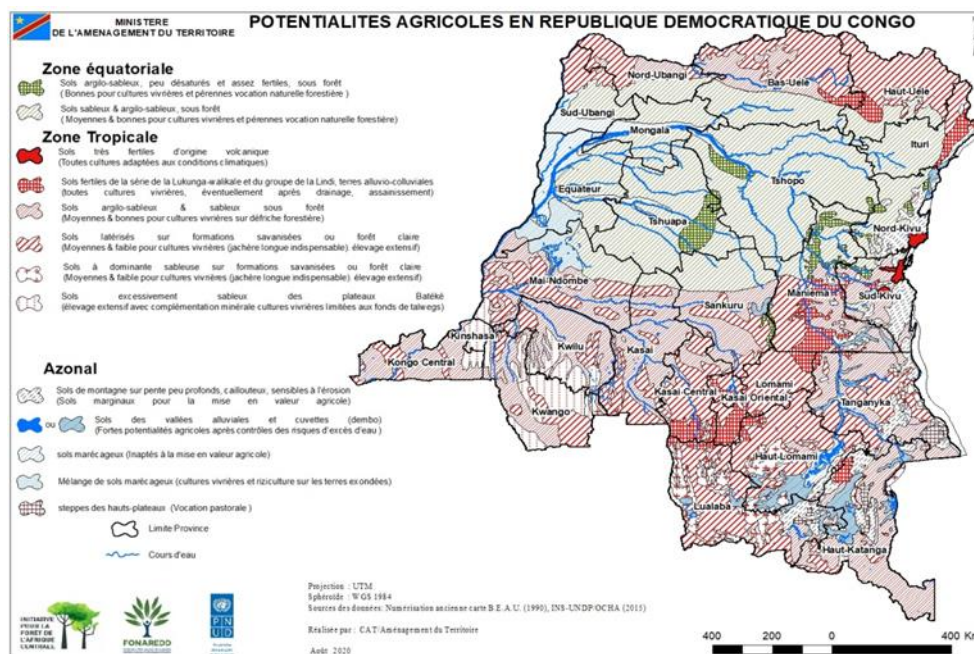 MINISTERE
DE L'AMENAGEMENT DU TERRITOIRE
POTENTIALITES AGRICOLES EN REPUBLIQUE DEMOCRATIQUE DU CONGO
Zone équatoriale
Sols argilo-sableux, peu désaturés et assez fertiles, sous forêt
(Bonnes pour cultures vivrières et pérennes vocation naturelle forestière )
Sols sableux & argilo-sableux, sous forêt
(Moyennes & bonnes pour cultures vivrières et pérennes vocation naturelle forestière)
Zone Tropicale
Sols très fertiles d'origine volcanique
(Toutes cultures adaptées aux conditions climatiques)
Sols fertiles de la série de la Lukunga-walikale et du groupe de la Lindi, terres alluvio-colluviales
(toutes cultures vivrières, éventuellement après drainage, assainissement)
Sols argilo-sableux & sableux sous forêt
(Moyennes & bonnes pour cultures vivrières sur défriche forestière)
Sols latérisés sur formations savanisées ou forêt claire
(Moyennes & faible pour cultures vivrières (jachère longue indispensable) élevage extensif)
Sols à dominante sableuse sur formations savanisées ou forêt claire
(Moyennes & faible pour cultures vivrières (jachère longue indispensable) élevage extensif)
Sols excessivement sableux des plateaux Batéké
(élevage extensif avec complémentation minérale cultures vivrières limitées aux fonds de talwegs)
Azonal
Sols de montagne sur pente peu profonds, cailouteux, sensibles à l'érosion
(Sols marginaux pour la mise en valeur agricole)
ou
Sols des vallées alluviales et cuvettes (dembo)
(Fortes potentialités agricoles après contrôles des risques d'excès d'eau )
sols marécageux (Inaptés à la mise en valeur agricole)
Mélange de sols marécageux (cultures vivrières et riziculture sur les terres exondées)
steppes des hauts-plateaux (Vocation pastorale )
Limite Province
Cours d'eau
Nord-Ubangi
Bas-Uele
Haut-Uele
Sud-Ubangi
Mongala
Ituri
Equateur
Tshopo
Tshuapa
Nord-Kivu
Mai-Ndombe
Sankuru
Maniema
Sud-Kivu
Kinshasa
Kongo Central
Kwilu
Kasai
Kwango
Kasai Central
Kasai Oriental
Lomami
Tanganyka
Haut-Lomami
Lualaba
Haut-Katanga
INITIATIVE
POUR LA
FORÊT DE
L'AFRIQUE
CENTRALE
FONAREDD
P N
U D
Projection : UTM
Spheroïde : WGS 1984
Sources des données: Numérisation ancienne carte B.E.A.U. (1990), INS-UNDP/OCHA (2015)
Réalisée par : CAT/Aménagement du Territoire
Août 2020
400 200 0 400 Km